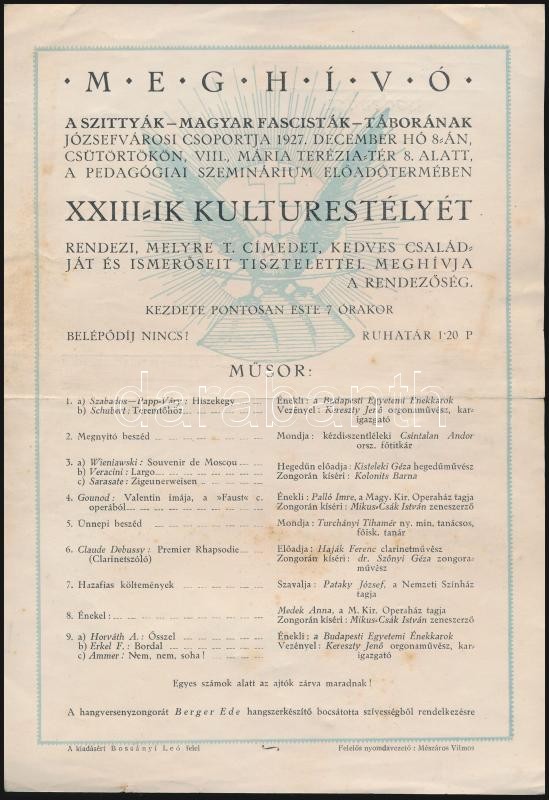 · M · E · G · H · Í · V · Ó ·
A SZITTYÁK—MAGYAR FASCISTÁK—TÁBORÁNAK
JÓZSEFVÁROSI CSOPORTJA 1927. DECEMBER HÓ 8-ÁN,
CSÜTÖRTÖKÖN, VIII., MÁRIA TERÉZIA-TÉR 8. ALATT,
A PEDAGÓGIAI SZEMINÁRIUM ELŐADÓTERMÉBEN
XXIII-IK KULTURESTÉLYÉT
RENDEZI, MELYRE T. CÍMEDET, KEDVES CSALÁD-
JÁT ÉS ISMERŐSEIT TISZTELETTEL MEGHÍVJA
A RENDEZŐSÉG.
KEZDETE PONTOSAN ESTE 7 ÓRAKOR
BELÉPŐDÍJ NINCS! RUHATÁR 1·20 P
MŰSOR:
darabanth
1. a) Szabados—Papp-Váry: Hiszekegy Énekli: a Budapesti Egyetemi Énekkarok
b) Schubert: Teremtőhöz Vezényel: Kereszty Jenő orgonaművész, kar-
igazgató
2. Megnyitó beszéd Mondja: kézdiszentléleki Csintalan Andor
orsz. főtitkár
3. a) Wieniawski: Souvenir de Moscou Hegedün előadja: Kisteleki Géza hegedűművész
b) Veracini: Largo Zongorán kíséri: Kolonits Barna
c) Sarasate: Zigeunerweisen
4. Gounod: Valentin imája, a »Faust« c. Énekli: Palló Imre, a Magy. Kir. Operaház tagja
operából Zongorán kíséri: Mikus-Csák István zeneszerző
5. Ünnepi beszéd Mondja: Turchányi Tihamér ny. min. tanácsos,
főisk. tanár
6. Claude Debussy: Premier Rhapsodie Előadja: Haják Ferenc clarinetművész
(Clarinetszóló) Zongorán kíséri: dr. Szőnyi Géza zongora-
művész
7. Hazafias költemények Szavalja: Pataky József, a Nemzeti Színház
tagja
8. Énekel: Medek Anna, a M. Kir. Operaház tagja
Zongorán kíséri: Mikus-Csák István zeneszerző
9. a) Horváth A.: Ősszel Énekli: a Budapesti Egyetemi Énekkarok
b) Erkel F.: Bordal Vezényel: Kereszty Jenő orgonaművész, kar-
c) Ammer: Nem, nem, soha! igazgató
Egyes számok alatt az ajtók zárva maradnak!
A hangversenyzongorát Berger Ede hangszerkészítő bocsátotta szívességből rendelkezésre
A kiadásért Bossányi Leó felel Felelős nyomdavezető: Mészáros Vilmos